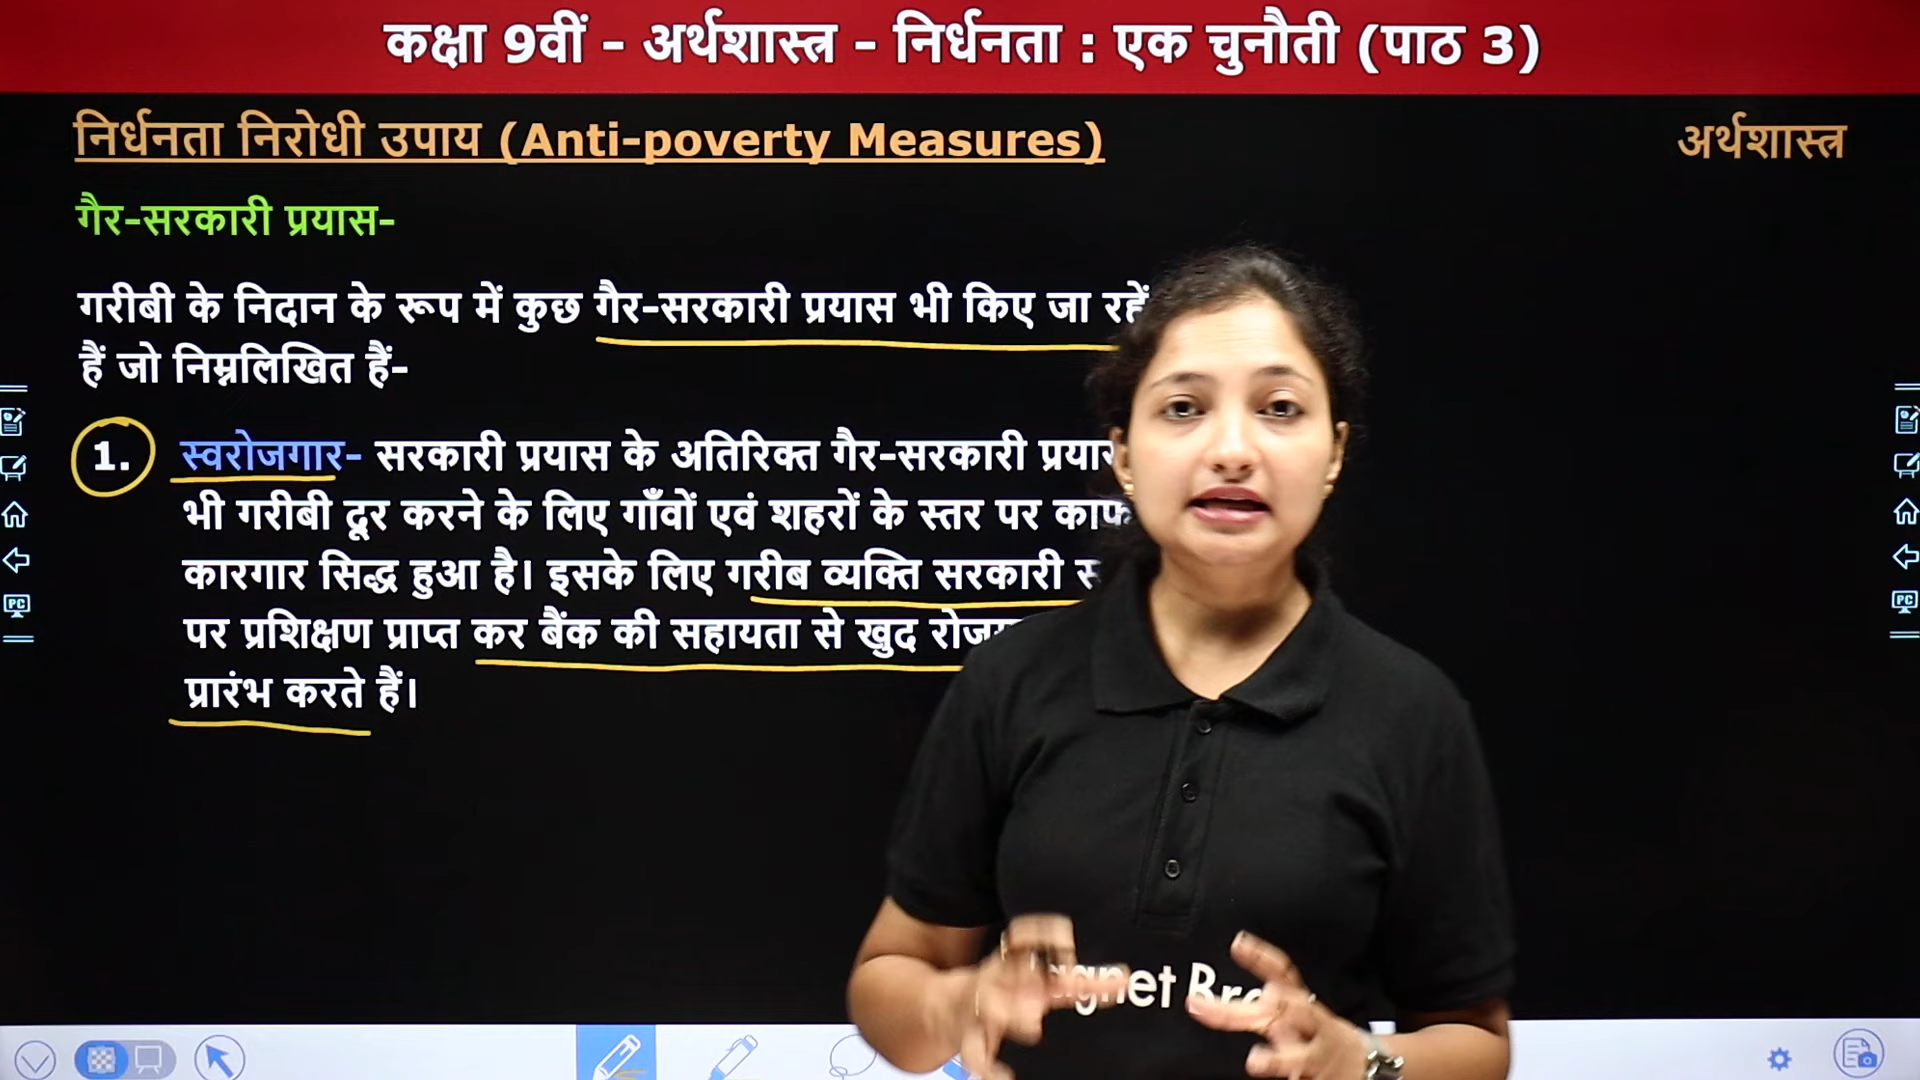 कक्षा 9वीं - अर्थशास्त्र - निर्धनता : एक चुनौती (पाठ 3)
निर्धनता निरोधी उपाय (Anti-poverty Measures)
अर्थशास्त्र
गैर-सरकारी प्रयास-
गरीबी के निदान के रूप में कुछ गैर-सरकारी प्रयास भी किए जा रहें
हैं जो निम्नलिखित हैं-
1. स्वरोजगार- सरकारी प्रयास के अतिरिक्त गैर-सरकारी
भी गरीबी दूर करने के लिए गाँवों एवं शहरों के स्तर पर
कारगार सिद्ध हुआ है। इसके लिए गरीब व्यक्ति सरकारी
पर प्रशिक्षण प्राप्त कर बैंक की सहायता से खुद
प्रारंभ करते हैं।
PC
PC